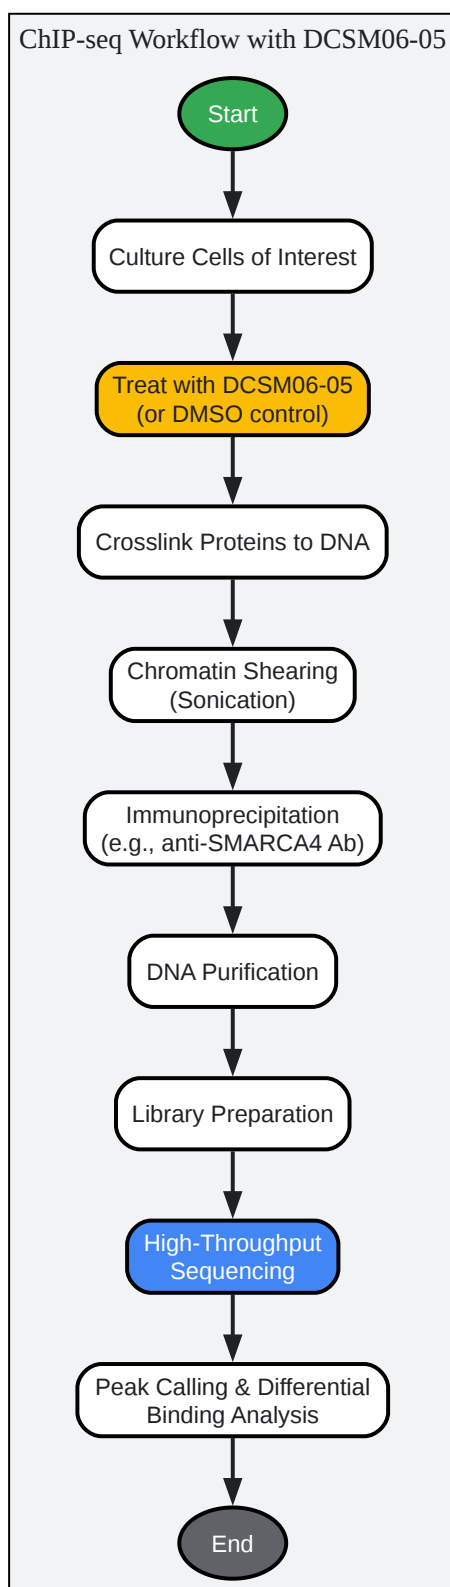 ChIP-seq Workflow with DCSM06-05
Start
Culture Cells of Interest
Treat with DCSM06-05
(or DMSO control)
Crosslink Proteins to DNA
Chromatin Shearing
(Sonication)
Immunoprecipitation
(e.g., anti-SMARCA4 Ab)
DNA Purification
Library Preparation
High-Throughput
Sequencing
Peak Calling & Differential
Binding Analysis
End